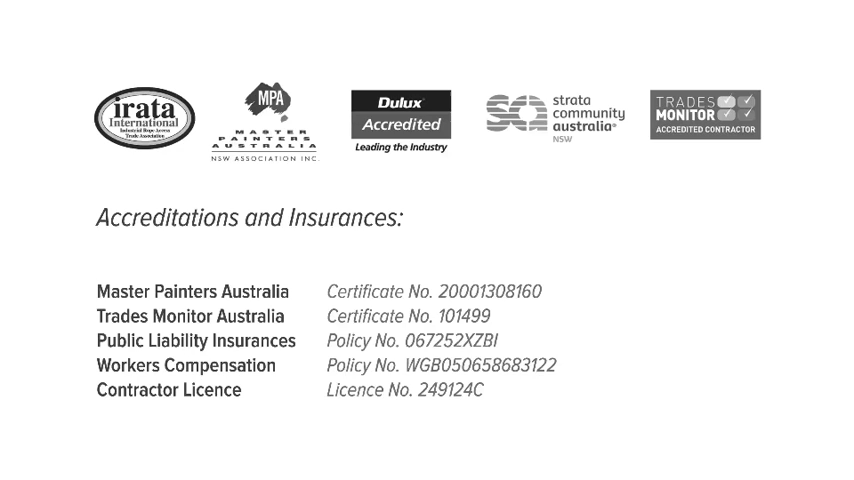 irata
International
Industrial Rope Access
Trade Association
MPA
MASTER
PAINTERS
AUSTRALIA
NSW ASSOCIATION INC.
Dulux
Accredited
Leading the Industry
sca
strata
community
australia®
NSW
TRADES
MONITOR
ACCREDITED CONTRACTOR
Accreditations and Insurances:
Master Painters Australia Certificate No. 20001308160
Trades Monitor Australia Certificate No. 101499
Public Liability Insurances Policy No. 067252XZBI
Workers Compensation Policy No. WGB050658683122
Contractor Licence Licence No. 249124C